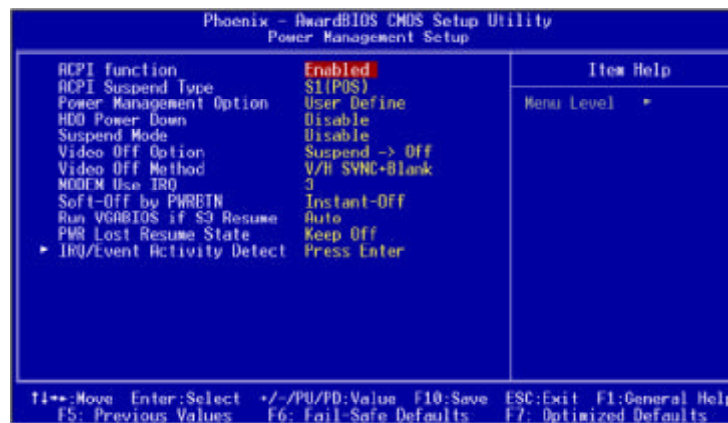 Phoenix - AwardBIOS CMOS Setup Utility
Power Management Setup
ACPI function Enabled
ACPI Suspend Type S1(POS)
Power Management Option User Define
HDD Power Down Disable
Suspend Mode Disable
Video Off Option Suspend -> Off
Video Off Method V/H SYNC+Blank
MODEM Use IRQ 3
Soft-Off by PWRBTN Instant-Off
Run VGABIOS if S3 Resume Auto
PWR Lost Resume State Keep Off
► IRQ/Event Activity Detect Press Enter
Item Help
Menu Level ►
↑↓→←:Move Enter:Select +/-/PU/PD:Value F10:Save ESC:Exit F1:General Help
F5: Previous Values F6: Fail-Safe Defaults F7: Optimized Defaults